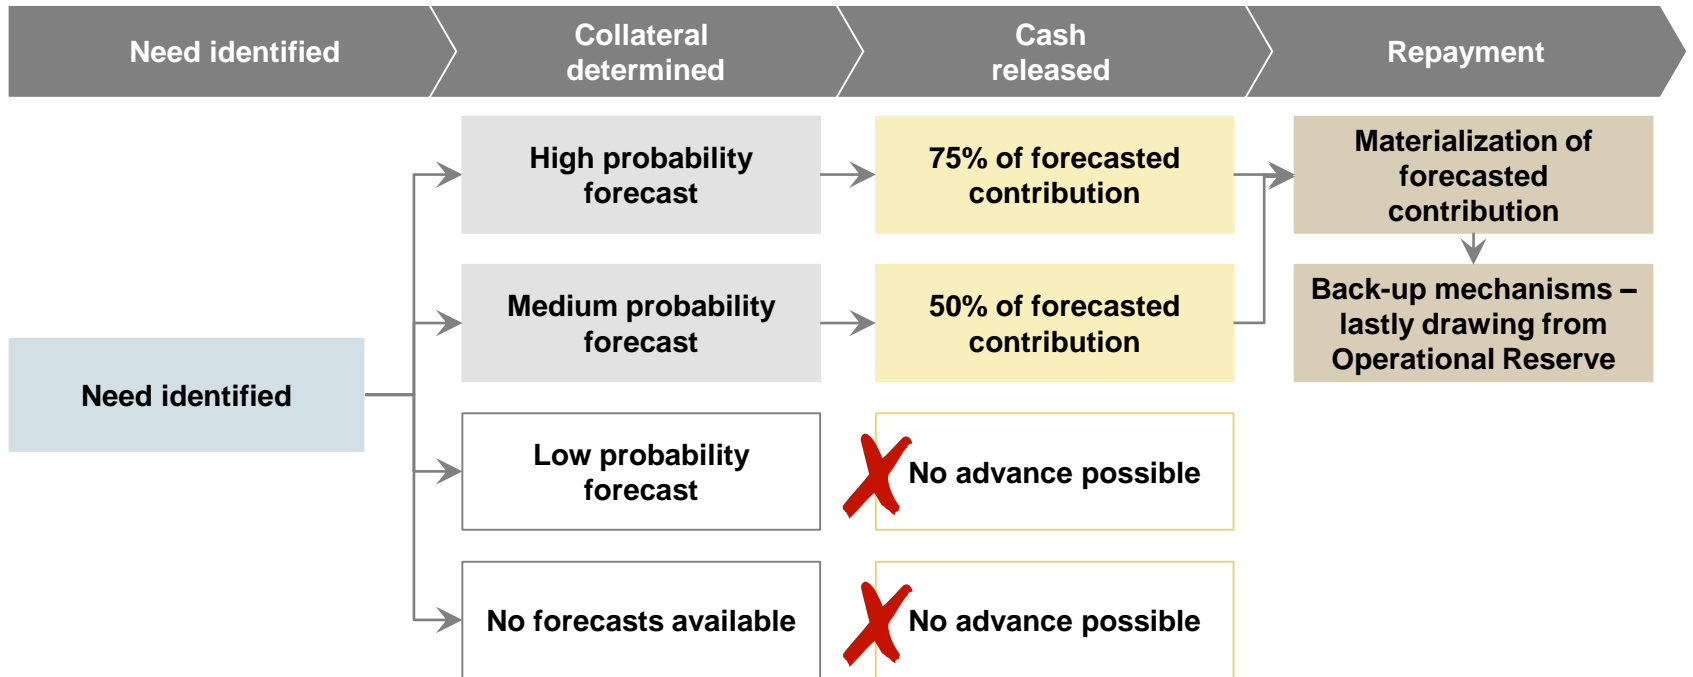 Need identified
Collateral
determined
Cash
released
Repayment
High probability
forecast
75% of forecasted
contribution
Materialization of
forecasted
contribution
Medium probability
forecast
50% of forecasted
contribution
Back-up mechanisms –
lastly drawing from
Operational Reserve
Need identified
Low probability
forecast
No advance possible
No forecasts available
No advance possible